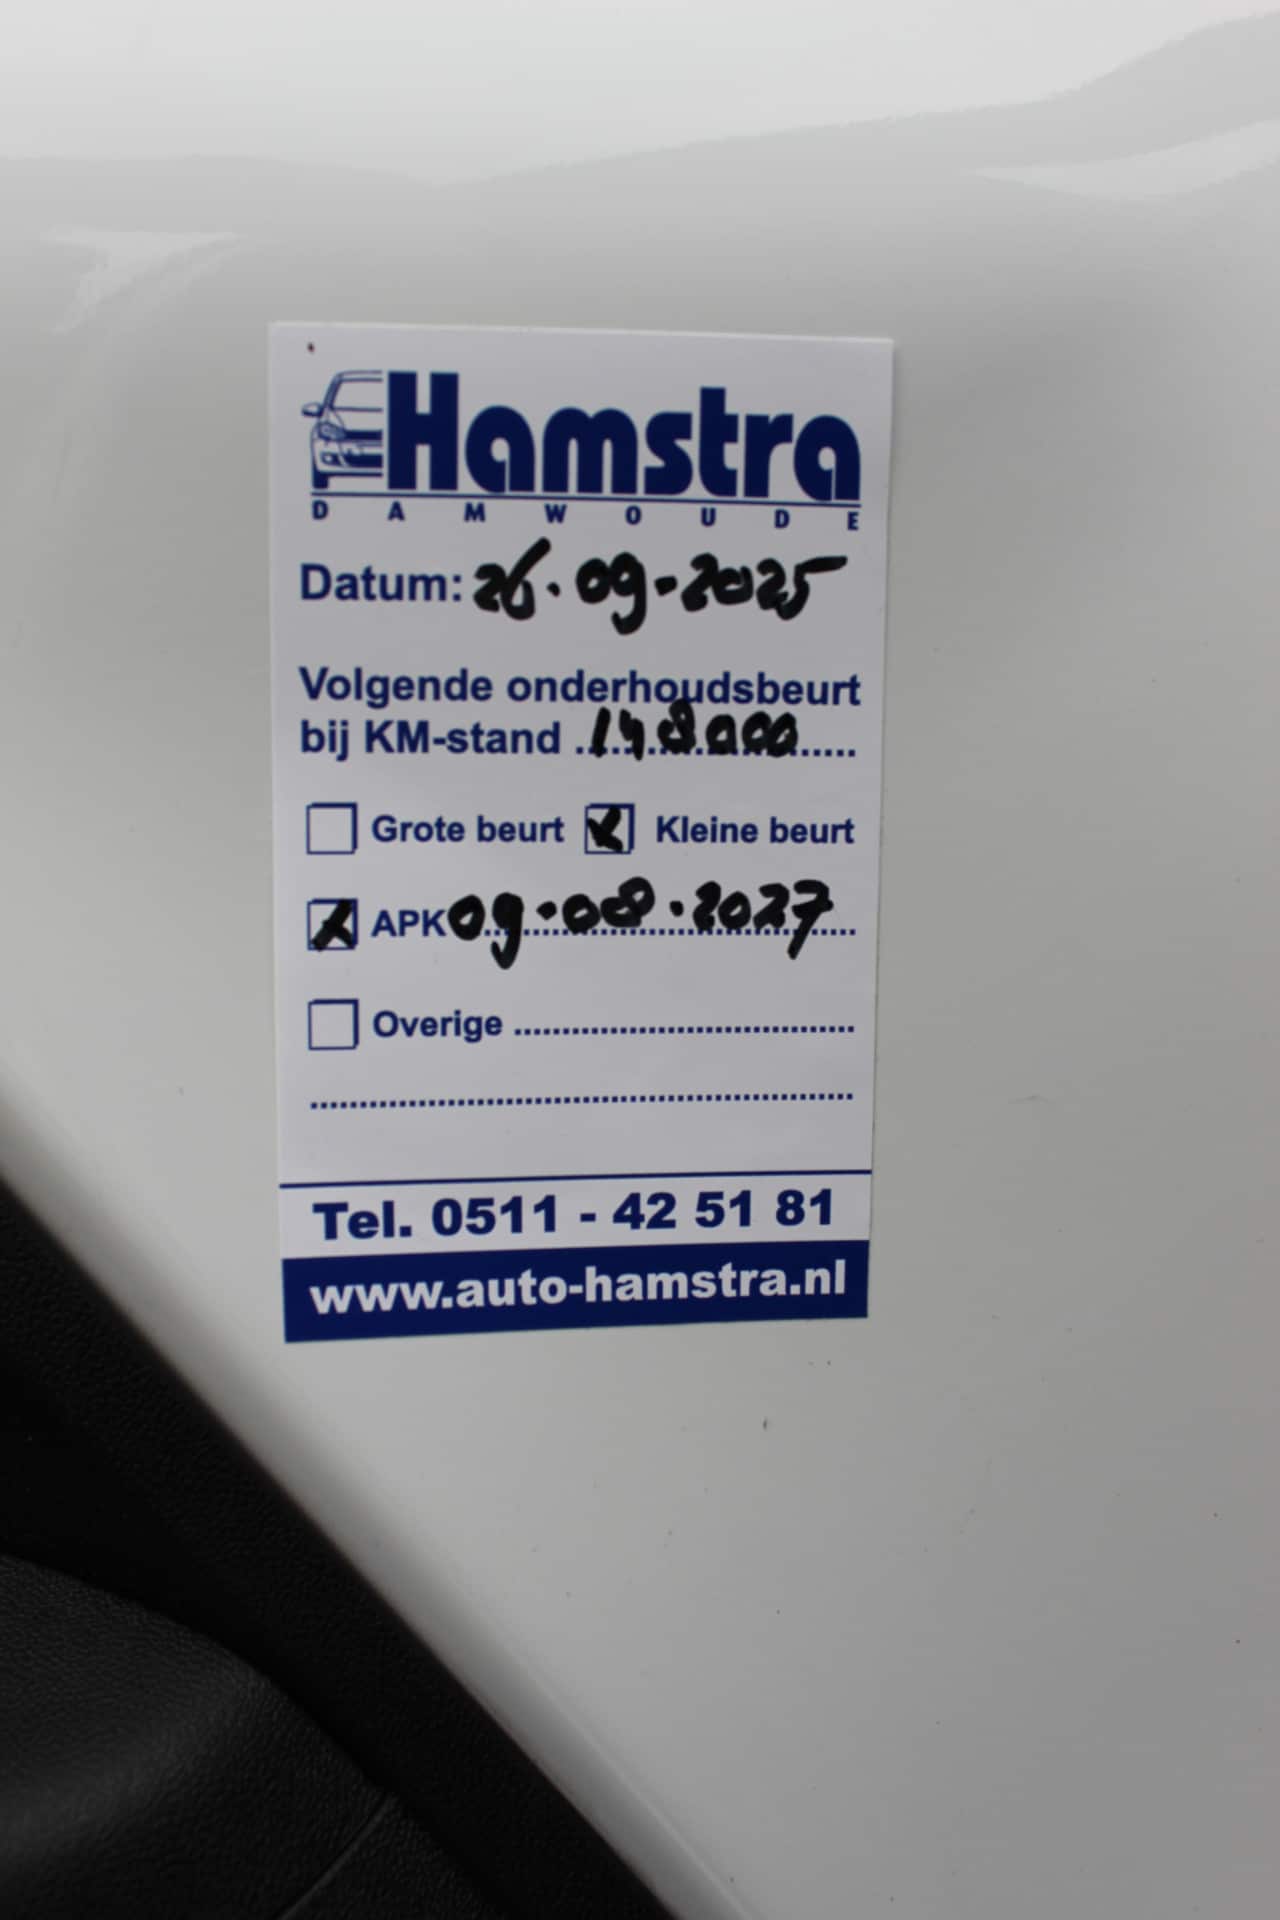 Hamstra
DAMWOUDE
Datum: 26.09-2025
Volgende onderhoudsbeurt
bij KM-stand 148000
Grote beurt x Kleine beurt
x APK 09.08.2027
Overige
Tel. 0511 - 42 51 81
www.auto-hamstra.nl